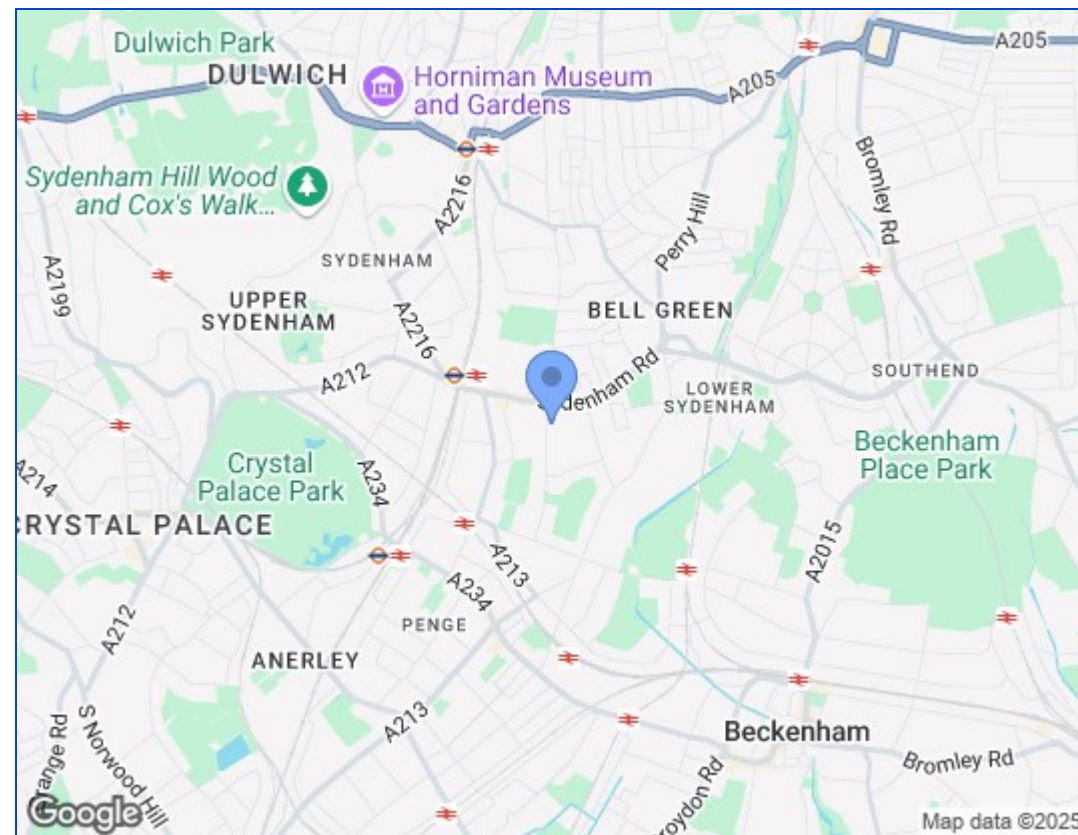 Dulwich Park
DULWICH
Horniman Museum
and Gardens
A205
A205
Sydenham Hill Wood
and Cox's Walk...
A2216
Bromley Rd
Perry Hill
SYDENHAM
A2199
UPPER
SYDENHAM
A2216
BELL GREEN
A212
Sydenham Rd
LOWER
SYDENHAM
SOUTHEND
Crystal
Palace Park
A234
Beckenham
Place Park
A214
CRYSTAL PALACE
A213
A2015
A234
A212
PENGE
ANERLEY
A213
S Norwood Hill
Grange Rd
Beckenham
Bromley Rd
Croydon Rd
Google
Map data ©2025